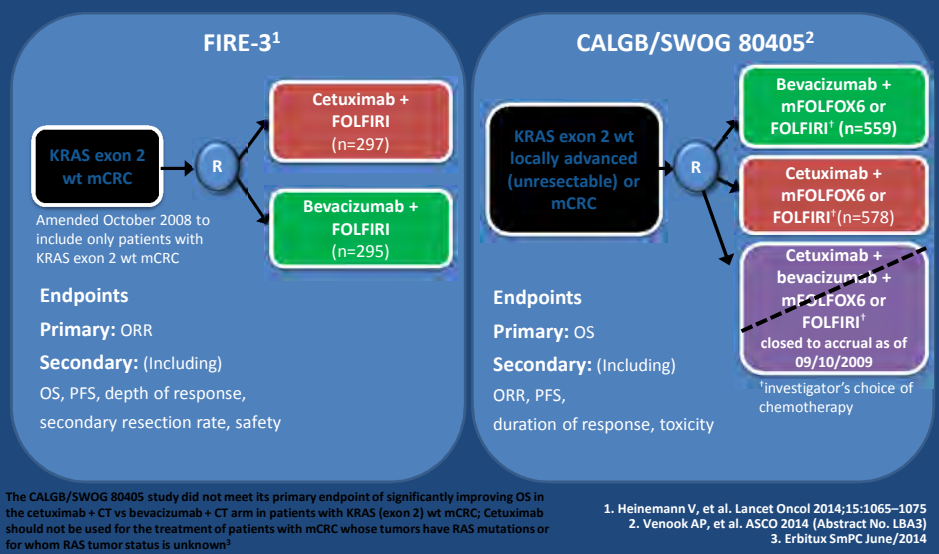 FIRE-3¹
KRAS exon 2
wt mCRC
R
Cetuximab +
FOLFIRI
(n=297)
Bevacizumab +
FOLFIRI
(n=295)
Amended October 2008 to
include only patients with
KRAS exon 2 wt mCRC
Endpoints
Primary: ORR
Secondary: (Including)
OS, PFS, depth of response,
secondary resection rate, safety
CALGB/SWOG 80405²
KRAS exon 2 wt
locally advanced
(unresectable) or
mCRC
R
Bevacizumab +
mFOLFOX6 or
FOLFIRI† (n=559)
Cetuximab +
mFOLFOX6 or
FOLFIRI†(n=578)
Cetuximab +
bevacizumab +
mFOLFOX6 or
FOLFIRI†
closed to accrual as of
09/10/2009
†investigator's choice of
chemotherapy
Endpoints
Primary: OS
Secondary: (Including)
ORR, PFS,
duration of response, toxicity
The CALGB/SWOG 80405 study did not meet its primary endpoint of significantly improving OS in
the cetuximab + CT vs bevacizumab + CT arm in patients with KRAS (exon 2) wt mCRC; Cetuximab
should not be used for the treatment of patients with mCRC whose tumors have RAS mutations or
for whom RAS tumor status is unknown³
1. Heinemann V, et al. Lancet Oncol 2014;15:1065–1075
2. Venook AP, et al. ASCO 2014 (Abstract No. LBA3)
3. Erbitux SmPC June/2014